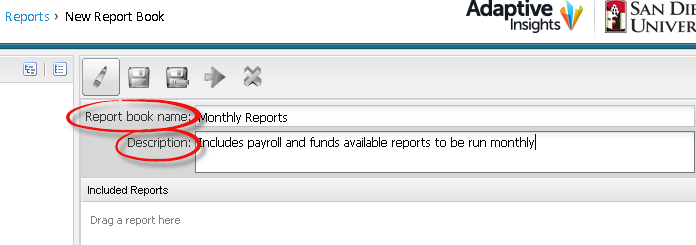 Reports › New Report Book
Adaptive Insights
SAN DIE
UNIVER
Report book name: Monthly Reports
Description: Includes payroll and funds available reports to be run monthly
Included Reports
Drag a report here